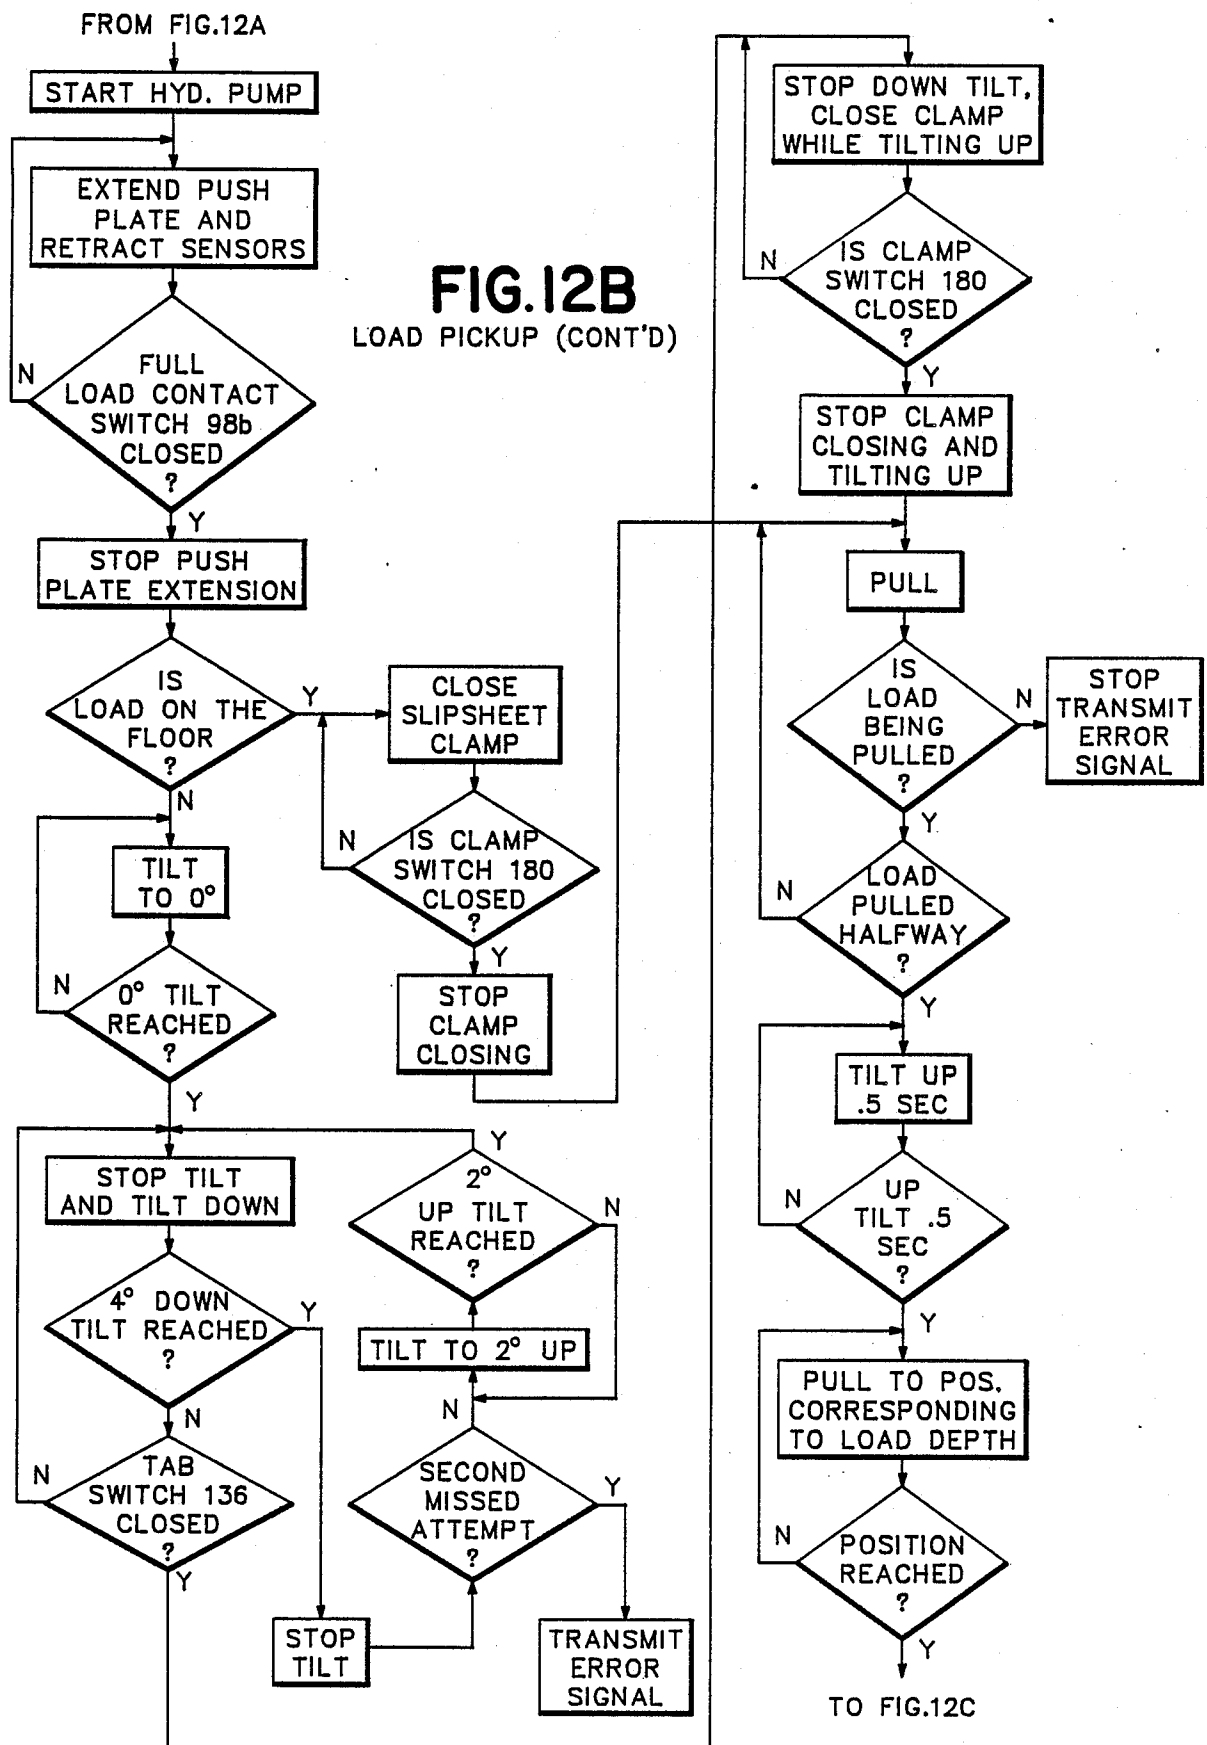 FROM FIG.12A
START HYD. PUMP
EXTEND PUSH
PLATE AND
RETRACT SENSORS
FULL
LOAD CONTACT
SWITCH 98b
CLOSED
?
N
Y
STOP PUSH
PLATE EXTENSION
IS
LOAD ON THE
FLOOR
?
Y
N
CLOSE
SLIPSHEET
CLAMP
IS CLAMP
SWITCH 180
CLOSED
?
N
Y
STOP
CLAMP
CLOSING
TILT
TO 0°
0° TILT
REACHED
?
N
Y
STOP TILT
AND TILT DOWN
4° DOWN
TILT REACHED
?
Y
N
TAB
SWITCH 136
CLOSED
?
N
Y
STOP
TILT
SECOND
MISSED
ATTEMPT
?
N
Y
TRANSMIT
ERROR
SIGNAL
TILT TO 2° UP
2°
UP TILT
REACHED
?
Y
N
FIG.12B
LOAD PICKUP (CONT'D)
STOP DOWN TILT,
CLOSE CLAMP
WHILE TILTING UP
IS CLAMP
SWITCH 180
CLOSED
?
N
Y
STOP CLAMP
CLOSING AND
TILTING UP
PULL
IS
LOAD
BEING
PULLED
?
N
Y
STOP
TRANSMIT
ERROR
SIGNAL
LOAD
PULLED
HALFWAY
?
N
Y
TILT UP
.5 SEC
UP
TILT .5
SEC
?
N
Y
PULL TO POS.
CORRESPONDING
TO LOAD DEPTH
POSITION
REACHED
?
N
Y
TO FIG.12C